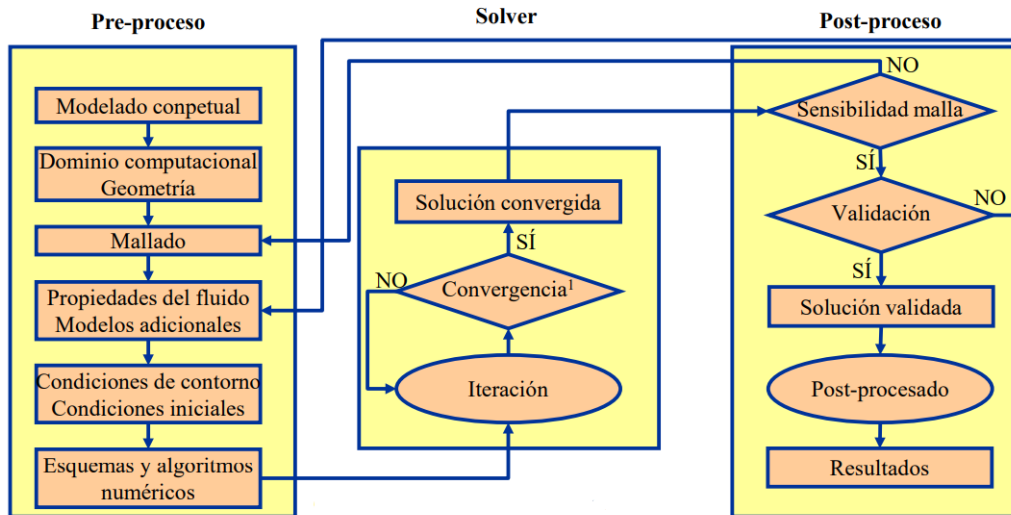 Pre-proceso
Modelado conpetual
Dominio computacional
Geometría
Mallado
Propiedades del fluido
Modelos adicionales
Condiciones de contorno
Condiciones iniciales
Esquemas y algoritmos
numéricos
Solver
Solución convergida
SÍ
NO
Convergencia¹
Iteración
Post-proceso
NO
Sensibilidad malla
SÍ
Validación
NO
SÍ
Solución validada
Post-procesado
Resultados